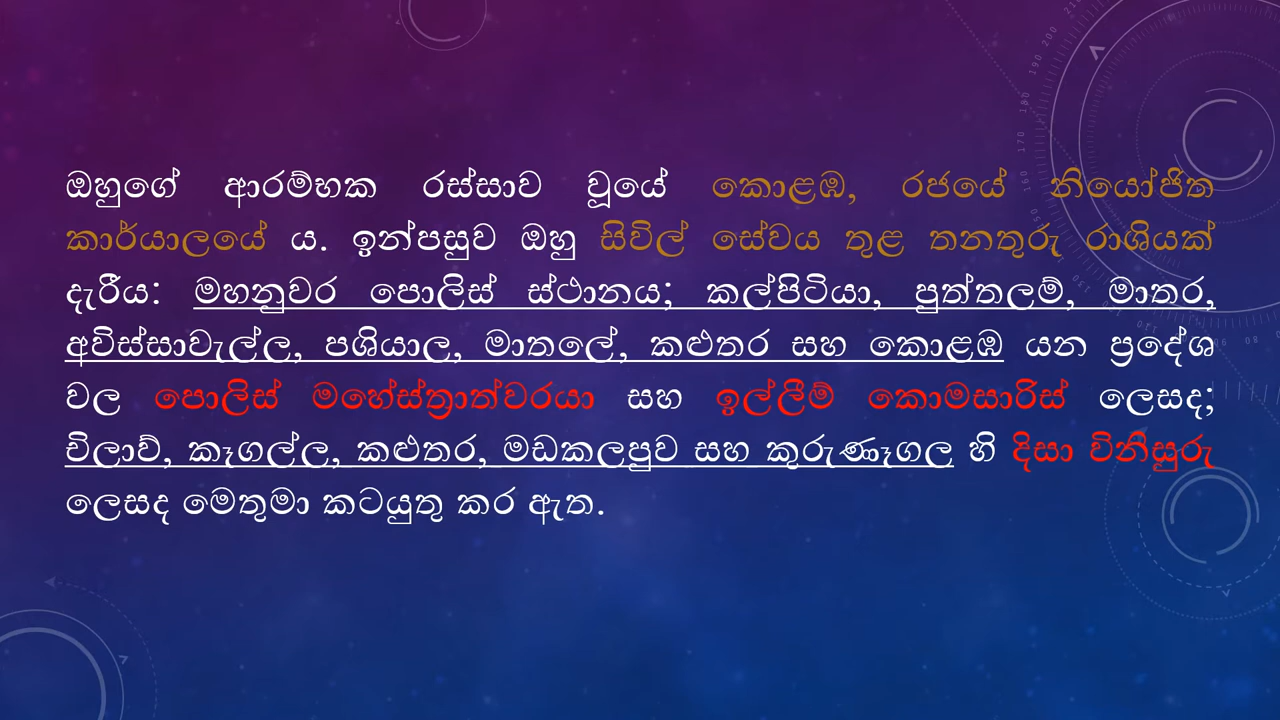 ඔහුගේ ආරම්භක රස්සාව වූයේ කොළඹ, රජයේ නියෝජිත
කාර්යාලයේ ය. ඉන්පසුව ඔහු සිවිල් සේවය තුළ තනතුරු රාශියක්
දැරීය: මහනුවර පොලිස් ස්ථානය; කල්පිටියා, පුත්තලම්, මාතර,
අවිස්සාවැල්ල, පශියාල, මාතලේ, කළුතර සහ කොළඹ යන ප්‍රදේශ
වල පොලිස් මහේස්ත්‍රාත්වරයා සහ ඉල්ලීම් කොමසාරිස් ලෙසද;
චිලාව්, කෑගල්ල, කළුතර, මඩකලපුව සහ කුරුණෑගල හි දිසා විනිසුරු
ලෙසද මෙතුමා කටයුතු කර ඇත.